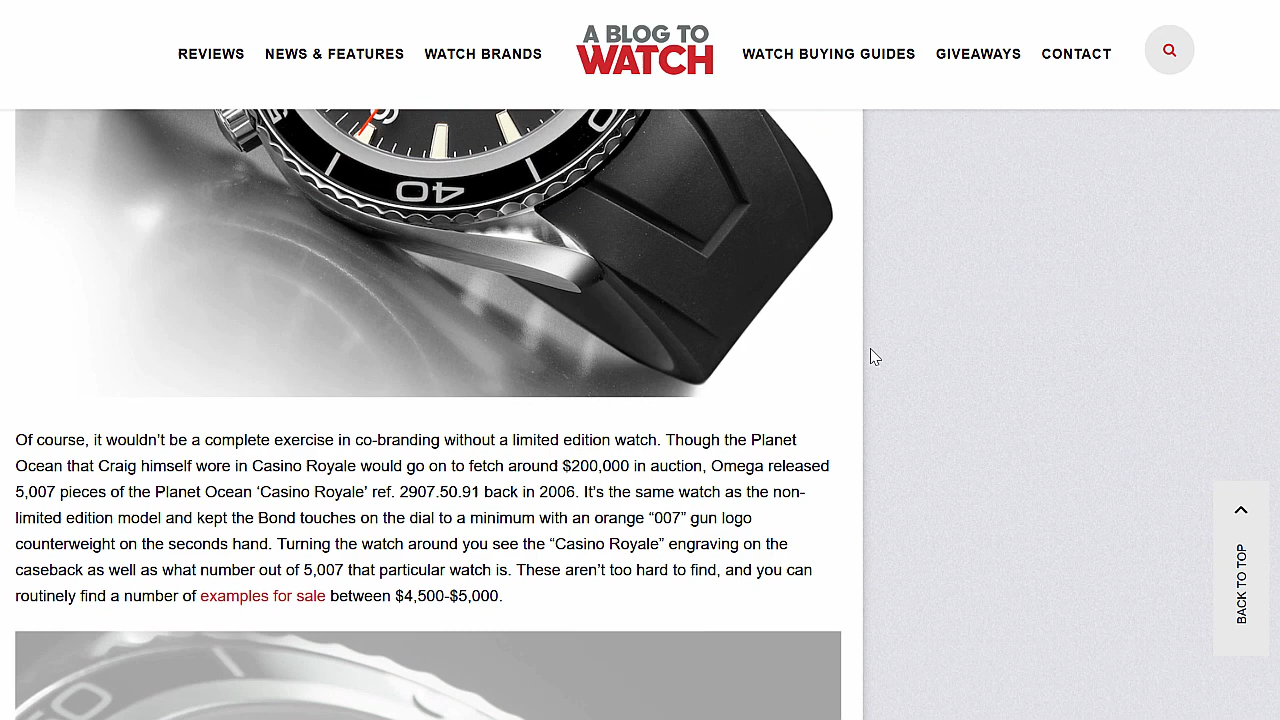 REVIEWS NEWS & FEATURES WATCH BRANDS
A BLOG TO
WATCH
WATCH BUYING GUIDES GIVEAWAYS CONTACT
40
Of course, it wouldn’t be a complete exercise in co-branding without a limited edition watch. Though the Planet
Ocean that Craig himself wore in Casino Royale would go on to fetch around $200,000 in auction, Omega released
5,007 pieces of the Planet Ocean ‘Casino Royale’ ref. 2907.50.91 back in 2006. It’s the same watch as the non-
limited edition model and kept the Bond touches on the dial to a minimum with an orange “007” gun logo
counterweight on the seconds hand. Turning the watch around you see the “Casino Royale” engraving on the
caseback as well as what number out of 5,007 that particular watch is. These aren’t too hard to find, and you can
routinely find a number of examples for sale between $4,500-$5,000.
BACK TO TOP